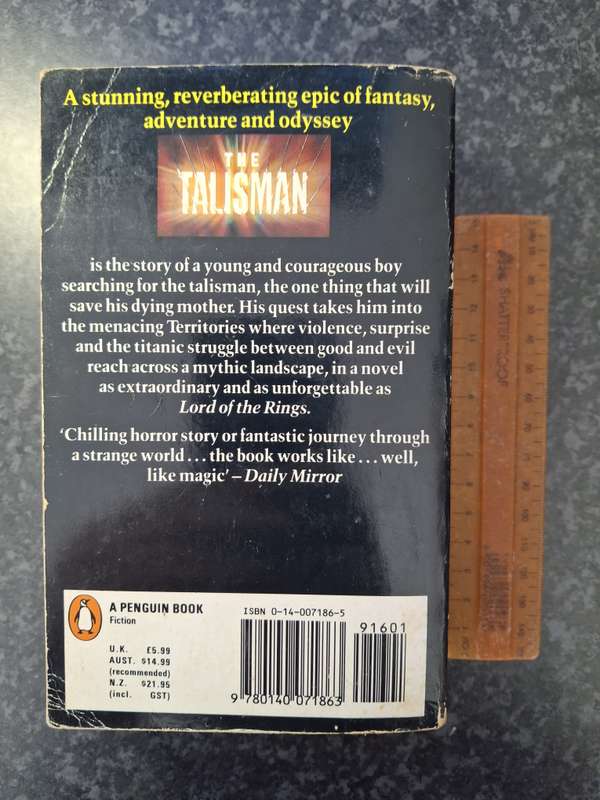 A stunning, reverberating epic of fantasy,
adventure and odyssey
THE
TALISMAN
is the story of a young and courageous boy
searching for the talisman, the one thing that will
save his dying mother. His quest takes him into
the menacing Territories where violence, surprise
and the titanic struggle between good and evil
reach across a mythic landscape, in a novel
as extraordinary and as unforgettable as
Lord of the Rings.
‘Chilling horror story or fantastic journey through
a strange world ... the book works like ... well,
like magic’ – Daily Mirror
A PENGUIN BOOK
Fiction
U.K. £5.99
AUST. $14.99
(recommended)
N.Z. $21.95
(incl. GST)
ISBN 0-14-007186-5
91601
9 780140 071863
SHATTERPROOF